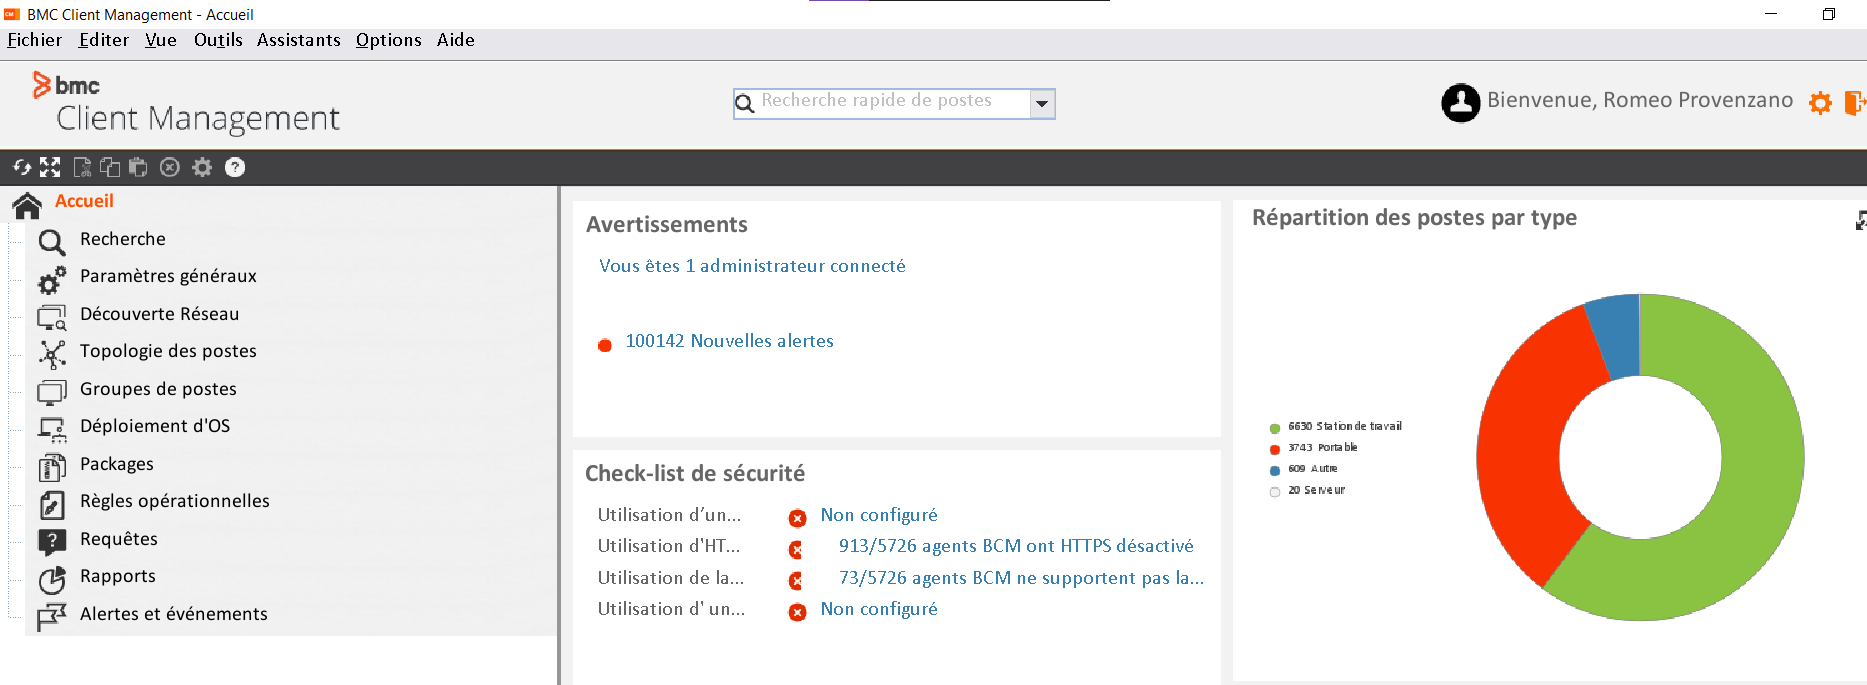 BMC Client Management - Accueil
Fichier Editer Vue Outils Assistants Options Aide
bmc
Client Management
Recherche rapide de postes
Bienvenue, Romeo Provenzano
Accueil
Recherche
Paramètres généraux
Découverte Réseau
Topologie des postes
Groupes de postes
Déploiement d'OS
Packages
Règles opérationnelles
Requêtes
Rapports
Alertes et événements
Avertissements
Vous êtes 1 administrateur connecté
100142 Nouvelles alertes
Check-list de sécurité
Utilisation d’un... Non configuré
Utilisation d'HT... 913/5726 agents BCM ont HTTPS désactivé
Utilisation de la... 73/5726 agents BCM ne supportent pas la...
Utilisation d' un... Non configuré
Répartition des postes par type
6630 Station de travail
3743 Portable
609 Autre
20 Serveur